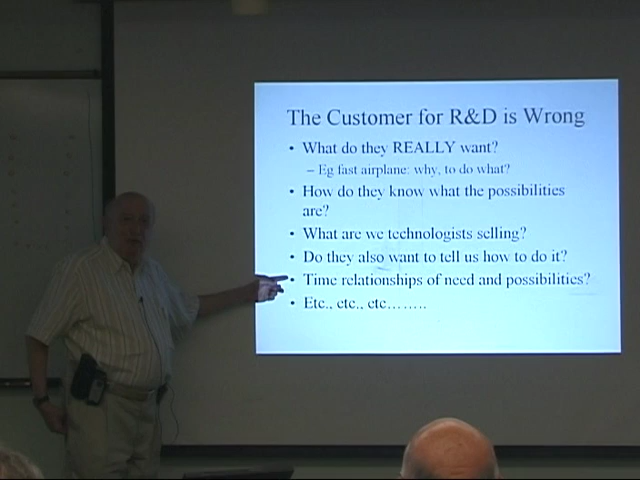 The Customer for R&D is Wrong
• What do they REALLY want?
– Eg fast airplane: why, to do what?
• How do they know what the possibilities
are?
• What are we technologists selling?
• Do they also want to tell us how to do it?
• Time relationships of need and possibilities?
• Etc., etc., etc……..